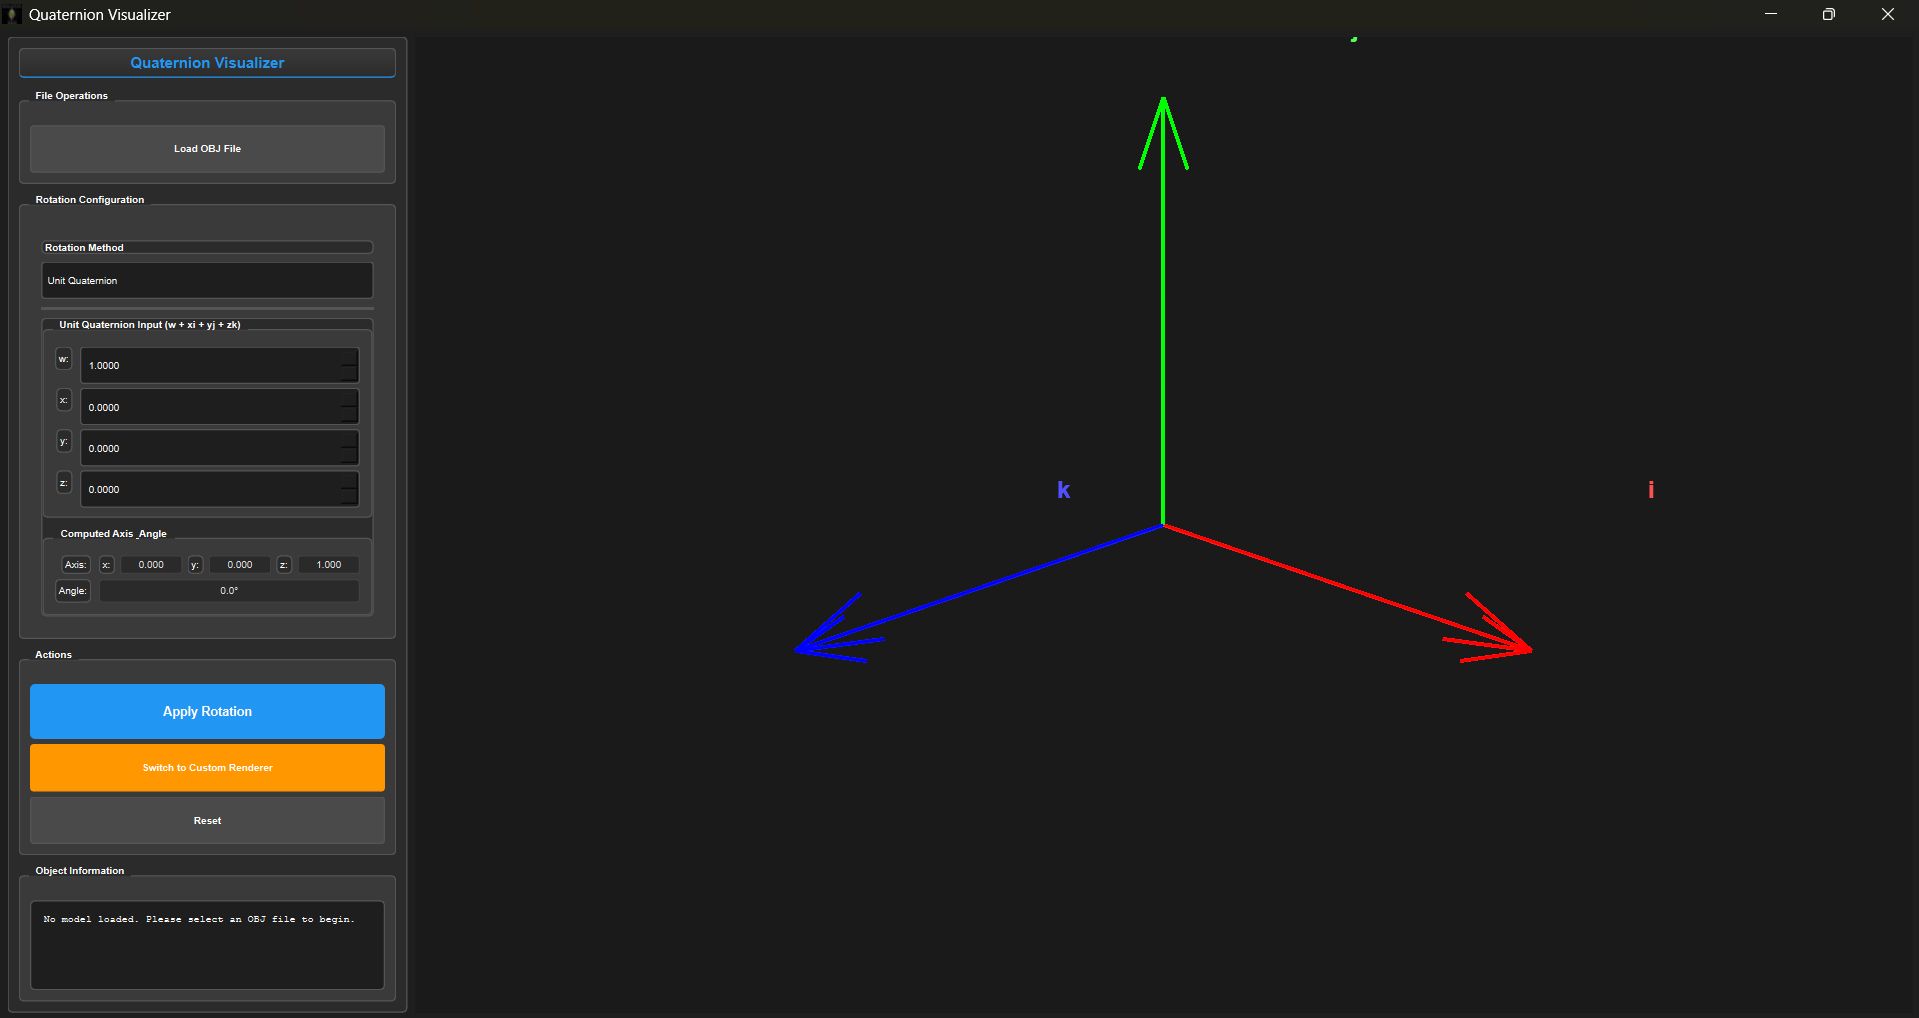 Quaternion Visualizer
Quaternion Visualizer
File Operations
Load OBJ File
Rotation Configuration
Rotation Method
Unit Quaternion
Unit Quaternion Input (w + xi + yj + zk)
w: 1.0000
x: 0.0000
y: 0.0000
z: 0.0000
Computed Axis_Angle
Axis: x: 0.000 y: 0.000 z: 1.000
Angle: 0.0°
Actions
Apply Rotation
Switch to Custom Renderer
Reset
Object Information
No model loaded. Please select an OBJ file to begin.
k
i